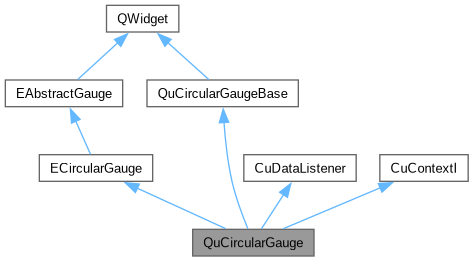 QWidget
EAbstractGauge
QuCircularGaugeBase
ECircularGauge
CuDataListener
CuContextI
QuCircularGauge